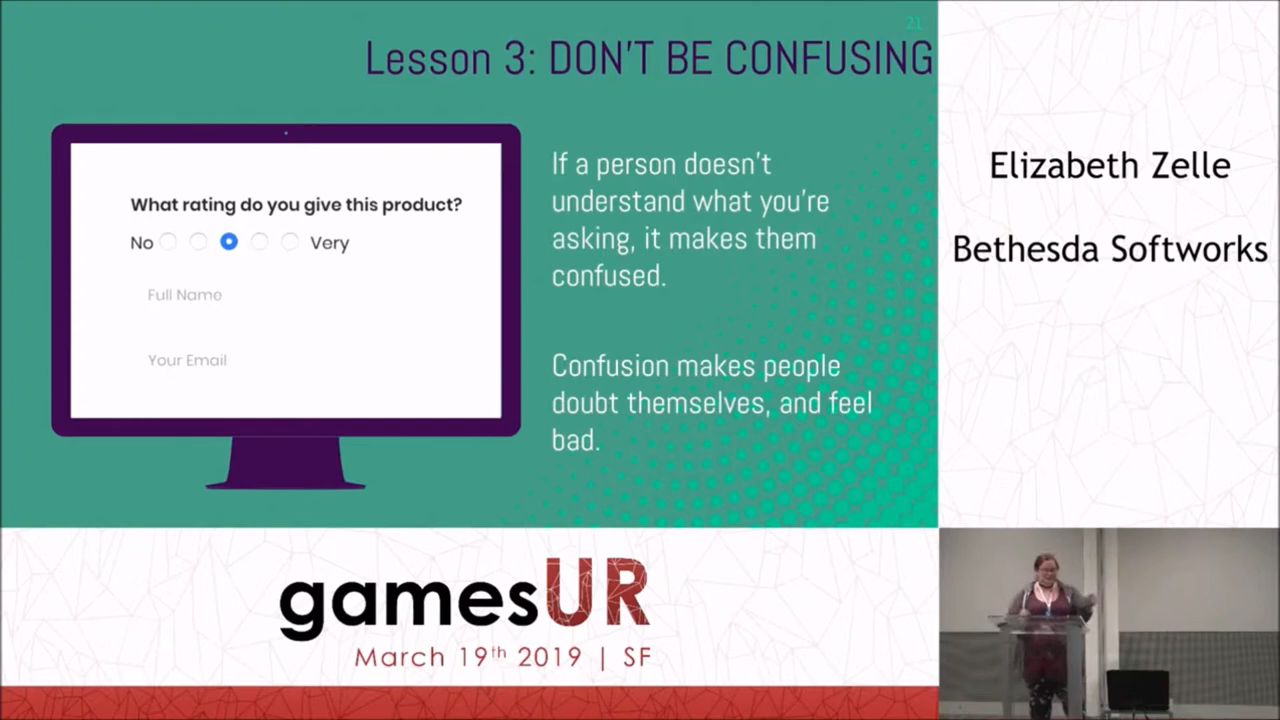 21
Lesson 3: DON'T BE CONFUSING
What rating do you give this product?
No Very
Full Name
Your Email
If a person doesn't
understand what you're
asking, it makes them
confused.
Confusion makes people
doubt themselves, and feel
bad.
Elizabeth Zelle
Bethesda Softworks
gamesUR
March 19th 2019 | SF